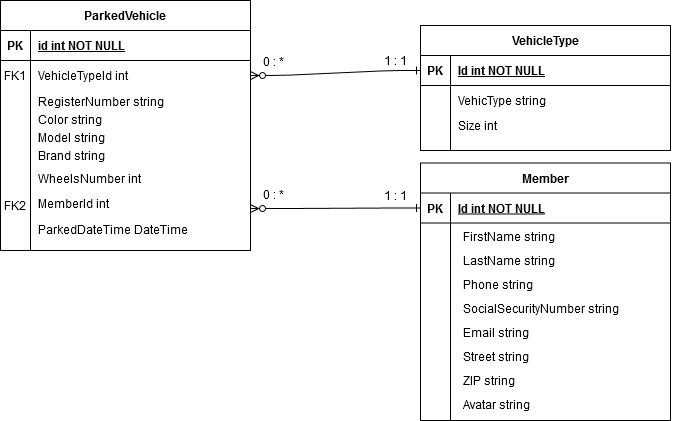 ParkedVehicle
PK id int NOT NULL
FK1 VehicleTypeId int
RegisterNumber string
Color string
Model string
Brand string
WheelsNumber int
FK2 MemberId int
ParkedDateTime DateTime
0 : * 1 : 1
0 : * 1 : 1
VehicleType
PK Id int NOT NULL
VehicType string
Size int
Member
PK Id int NOT NULL
FirstName string
LastName string
Phone string
SocialSecurityNumber string
Email string
Street string
ZIP string
Avatar string